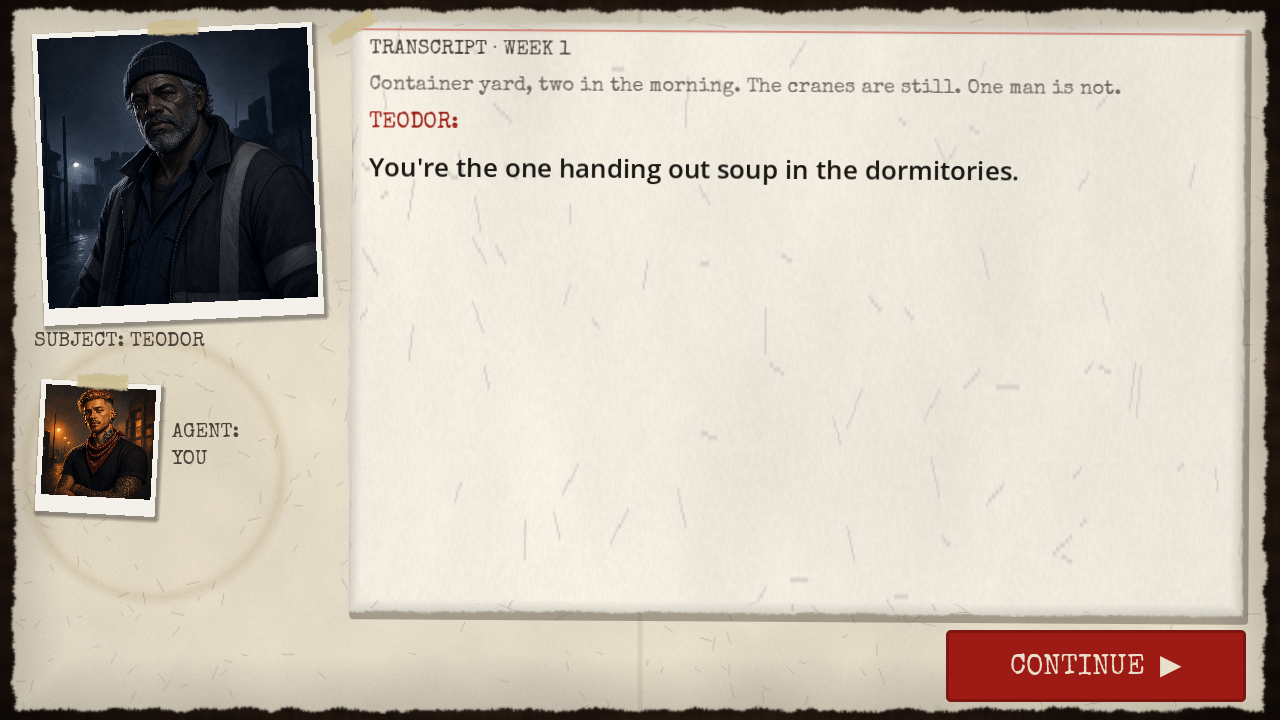 TRANSCRIPT · WEEK 1
Container yard, two in the morning. The cranes are still. One man is not.
TEODOR:
You're the one handing out soup in the dormitories.
SUBJECT: TEODOR
AGENT:
YOU
CONTINUE ▶